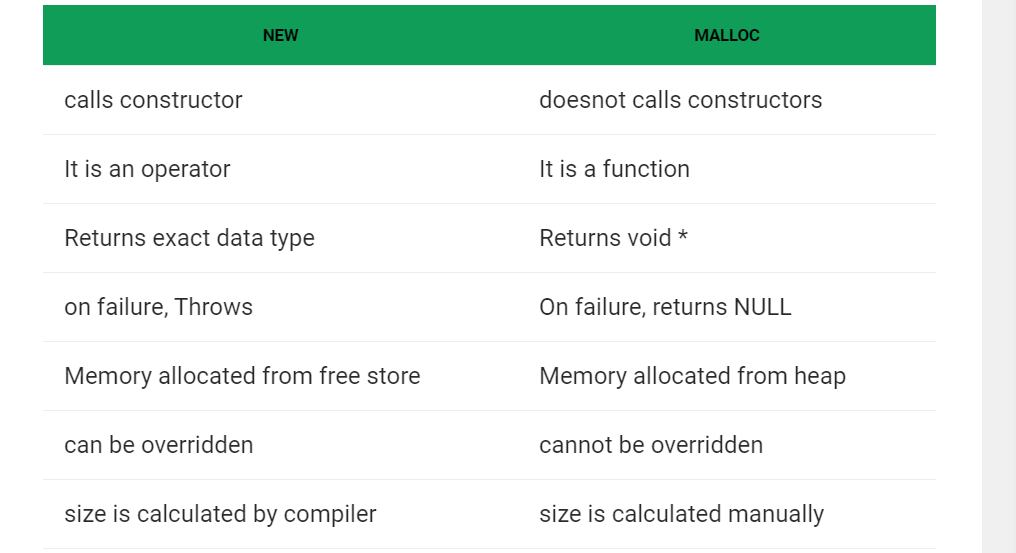 NEW MALLOC
calls constructor doesnot calls constructors
It is an operator It is a function
Returns exact data type Returns void *
on failure, Throws On failure, returns NULL
Memory allocated from free store Memory allocated from heap
can be overridden cannot be overridden
size is calculated by compiler size is calculated manually